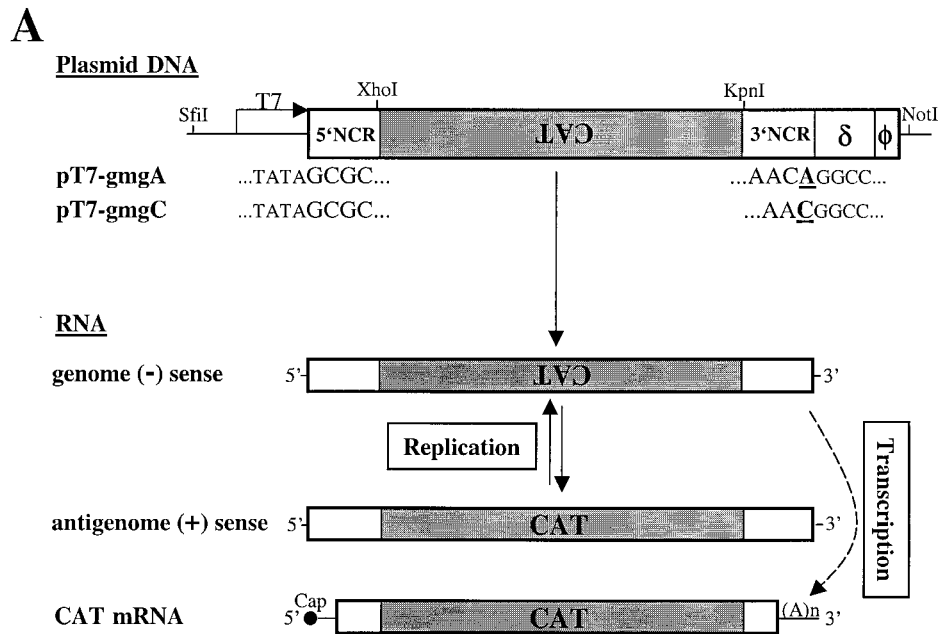 A
Plasmid DNA
SfiI T7 XhoI KpnI NotI
5‘NCR CAT 3‘NCR δ ϕ
pT7-gmgA ...TATAGCGC... ...AACAGGCC...
pT7-gmgC ...TATAGCGC... ...AACGGCC...
RNA
genome (-) sense 5’ CAT 3’
Replication
Transcription
antigenome (+) sense 5’ CAT 3’
CAT mRNA 5’ Cap CAT (A)n 3’